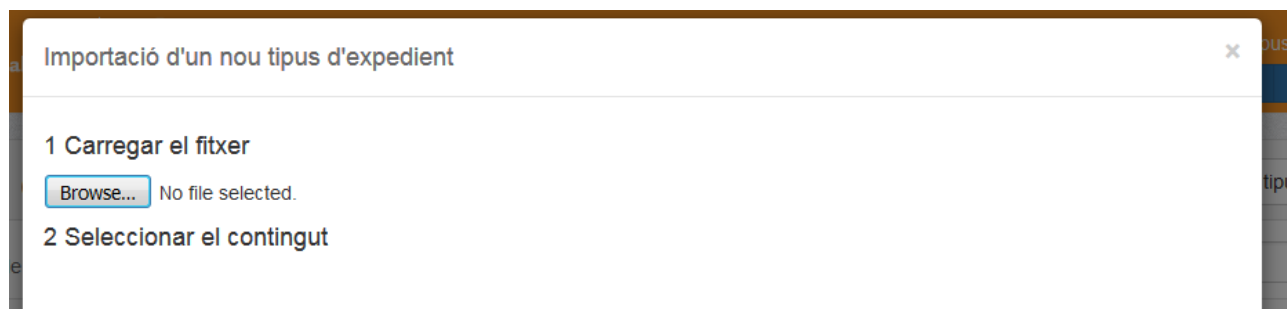 Importació d'un nou tipus d'expedient
×
1 Carregar el fitxer
Browse... No file selected.
2 Seleccionar el contingut